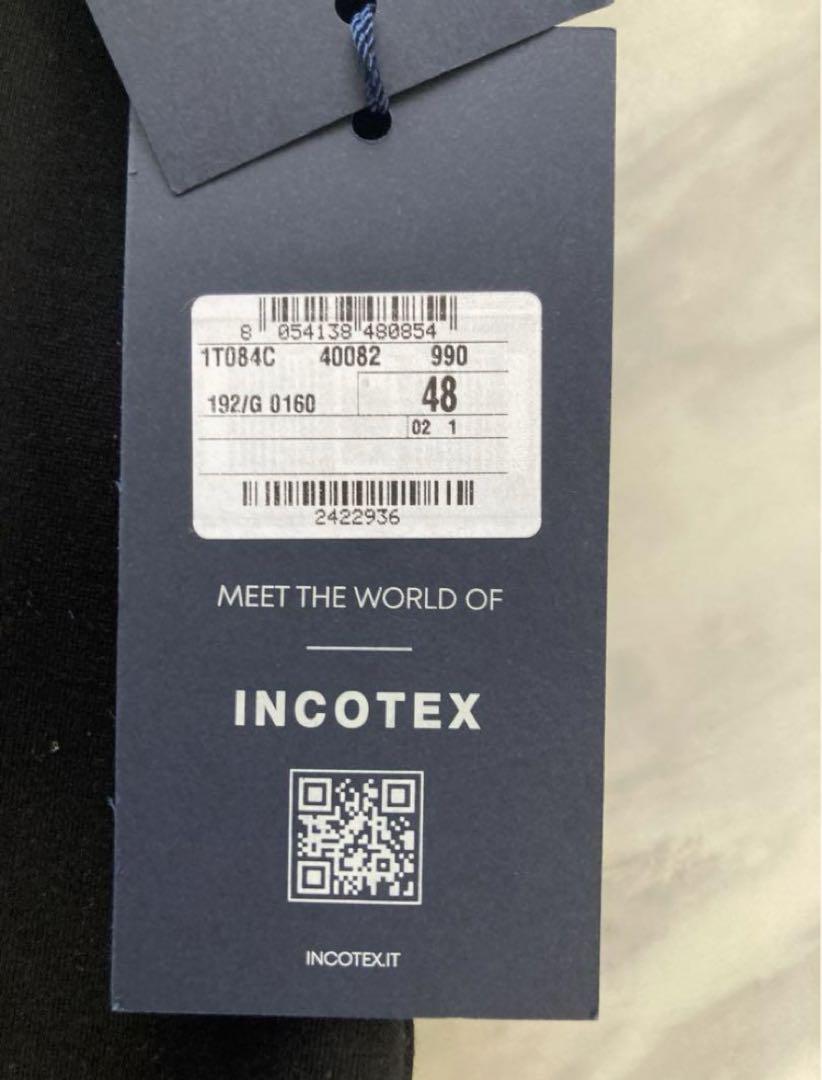 8 054138 480854
1T084C 40082 990
192/G 0160 48
02 1
2422936
MEET THE WORLD OF
INCOTEX
INCOTEX.IT